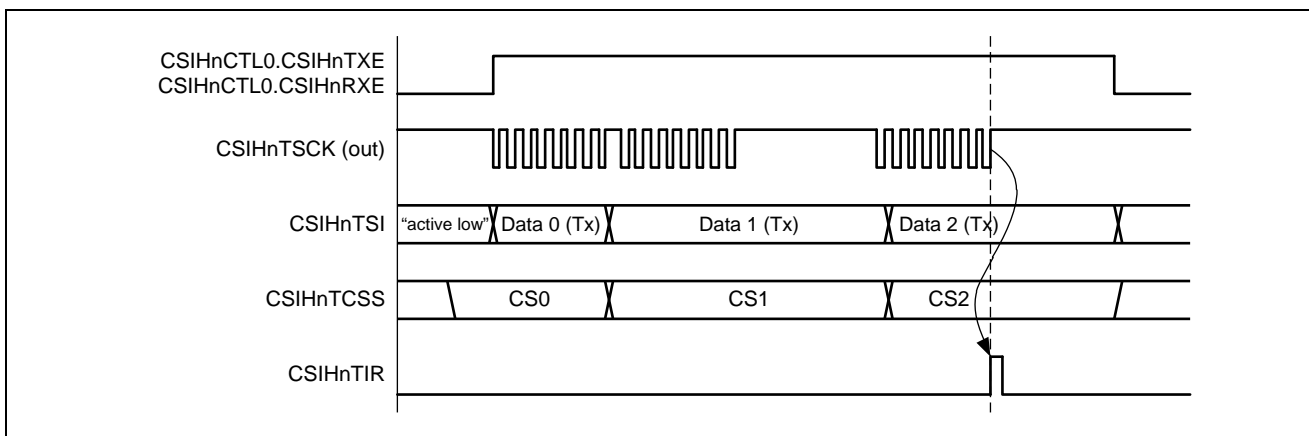 CSIHnCTL0.CSIHnTXE
CSIHnCTL0.CSIHnRXE
CSIHnTSCK (out)
CSIHnTSI
“active low”
Data 0 (Tx)
Data 1 (Tx)
Data 2 (Tx)
CSIHnTCSS
CS0
CS1
CS2
CSIHnTIR